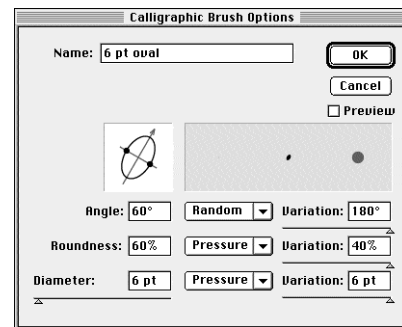 Calligraphic Brush Options
Name: 6 pt oval
OK
Cancel
Preview
Angle: 60° Random Variation: 180°
Roundness: 60% Pressure Variation: 40%
Diameter: 6 pt Pressure Variation: 6 pt